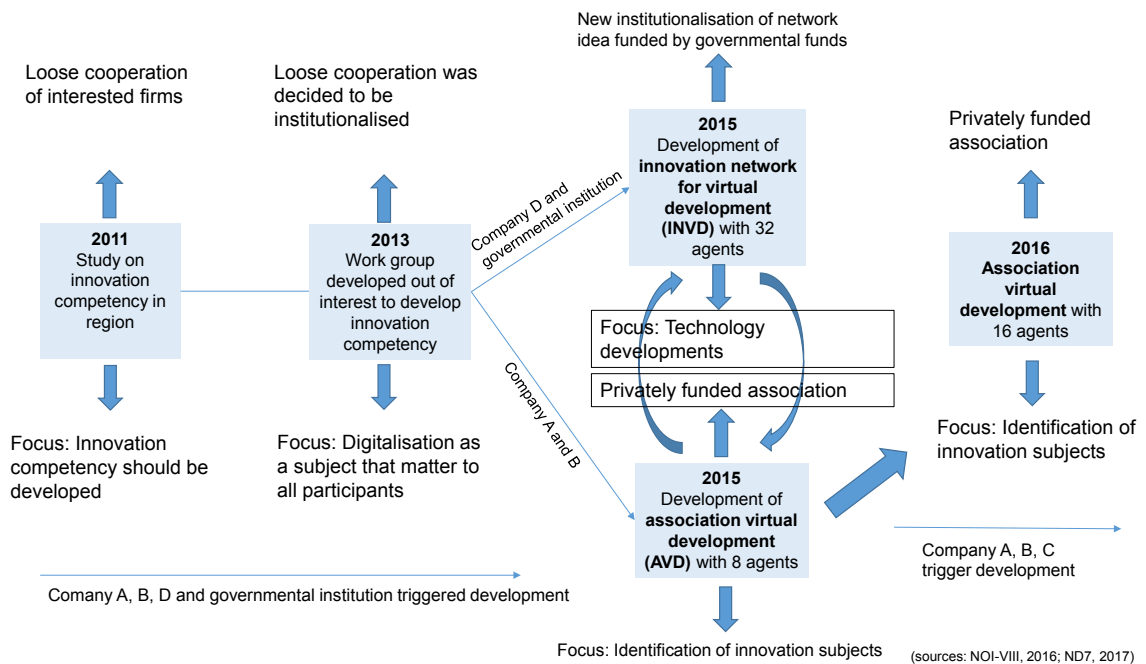 New institutionalisation of network
idea funded by governmental funds
Loose cooperation
of interested firms
Loose cooperation was
decided to be
institutionalised
Privately funded
association
2011
Study on
innovation
competency in
region
2013
Work group
developed out of
interest to develop
innovation
competency
Company D and
governmental institution
Company A and B
2015
Development of
innovation network
for virtual
development
(INVD) with 32
agents
2016
Association
virtual
development with
16 agents
Focus: Technology
developments
Privately funded association
Focus: Innovation
competency should be
developed
Focus: Digitalisation as
a subject that matter to
all participants
Focus: Identification of
innovation subjects
2015
Development of
association virtual
development
(AVD) with 8 agents
Company A, B, C
trigger development
Comany A, B, D and governmental institution triggered development
Focus: Identification of innovation subjects
(sources: NOI-VIII, 2016; ND7, 2017)